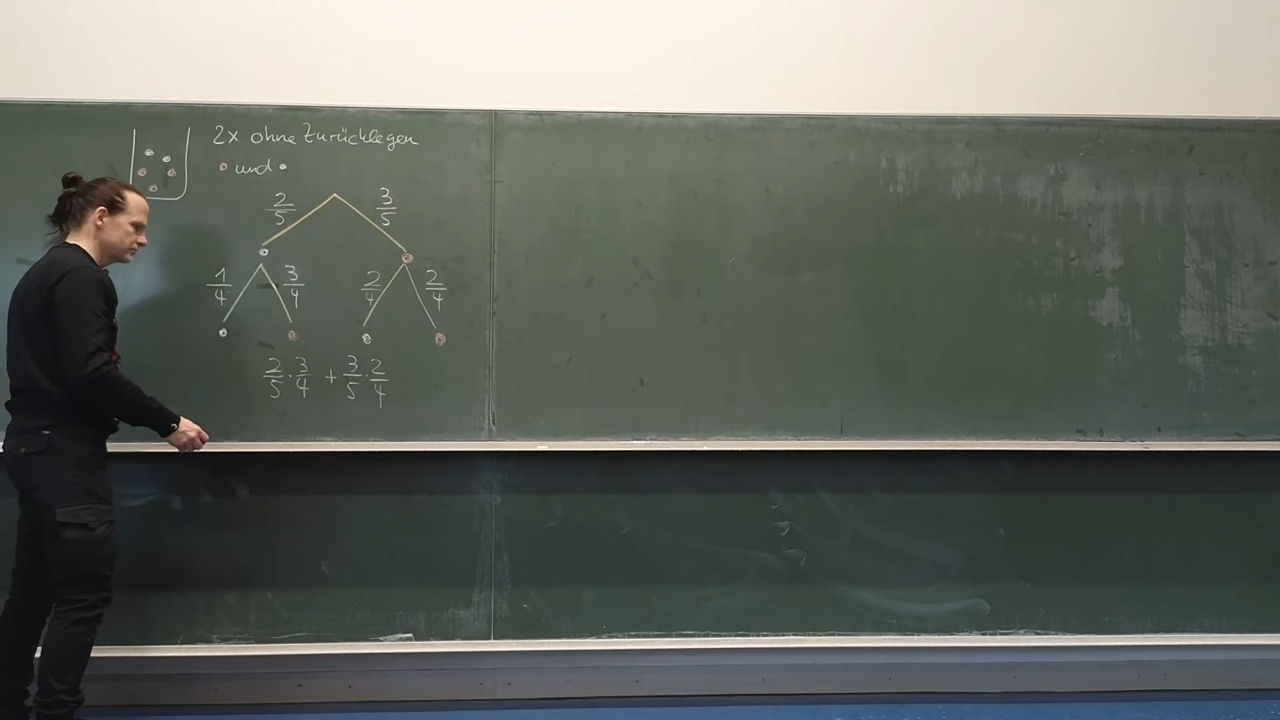 2x ohne Zurücklegen
und
2/5 3/5
1/4 3/4 2/4 2/4
2/5 · 3/4 + 3/5 · 2/4